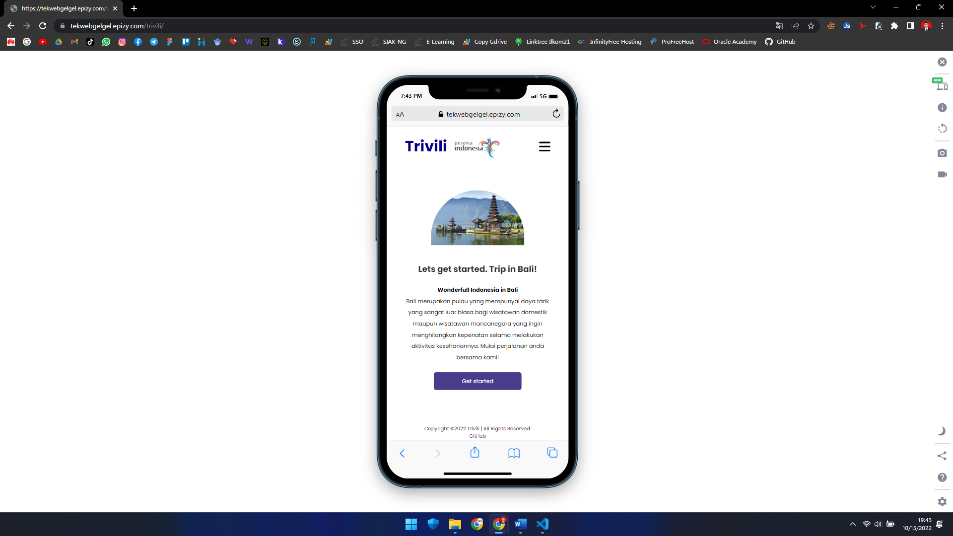 https://tekwebgelgel.epizy.com/t
tekwebgelgel.epizy.com/trivili/
SSO
SIAK-NG
E-Learning
Copy Gdrive
Linktree Ilkom21
InfinityFree Hosting
ProFreeHost
Oracle Academy
GitHub
7:43 PM
5G
AA
tekwebgelgel.epizy.com
Trivili
pesona
indonesia
Lets get started. Trip in Bali!
Wonderfull Indonesia in Bali
Bali merupakan pulau yang mempunyai daya tarik
yang sangat luar biasa bagi wisatawan domestik
maupun wisatawan mancanegara yang ingin
menghilangkan kepenatan selama melakukan
aktivitas kesehariannya. Mulai perjalanan anda
bersama kami!
Get started
Copyright ©2022 Trivili | All Rights Reserved
GitHub
NEW
19:43
10/15/2022